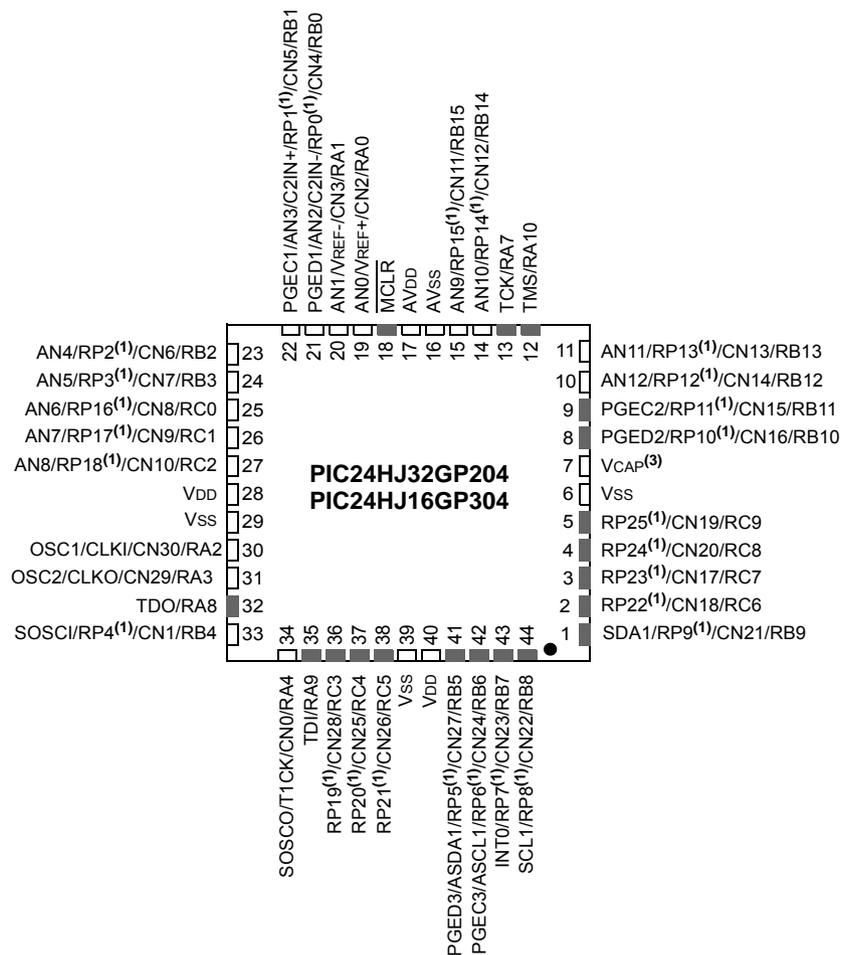 PGEC1/AN3/C2IN+/RP1(1)/CN5/RB1
PGED1/AN2/C2IN-/RP0(1)/CN4/RB0
AN1/VREF-/CN3/RA1
AN0/VREF+/CN2/RA0
MCLR
AVDD
AVSS
AN9/RP15(1)/CN11/RB15
AN10/RP14(1)/CN12/RB14
TCK/RA7
TMS/RA10
22 21 20 19 18 17 16 15 14 13 12
AN4/RP2(1)/CN6/RB2 23
AN5/RP3(1)/CN7/RB3 24
AN6/RP16(1)/CN8/RC0 25
AN7/RP17(1)/CN9/RC1 26
AN8/RP18(1)/CN10/RC2 27
VDD 28
VSS 29
OSC1/CLKI/CN30/RA2 30
OSC2/CLKO/CN29/RA3 31
TDO/RA8 32
SOSCI/RP4(1)/CN1/RB4 33
PIC24HJ32GP204
PIC24HJ16GP304
11 AN11/RP13(1)/CN13/RB13
10 AN12/RP12(1)/CN14/RB12
9 PGEC2/RP11(1)/CN15/RB11
8 PGED2/RP10(1)/CN16/RB10
7 VCAP(3)
6 VSS
5 RP25(1)/CN19/RC9
4 RP24(1)/CN20/RC8
3 RP23(1)/CN17/RC7
2 RP22(1)/CN18/RC6
1 SDA1/RP9(1)/CN21/RB9
34 35 36 37 38 39 40 41 42 43 44
SOSCO/T1CK/CN0/RA4
TDI/RA9
RP19(1)/CN28/RC3
RP20(1)/CN25/RC4
RP21(1)/CN26/RC5
VSS
VDD
PGED3/ASDA1/RP5(1)/CN27/RB5
PGEC3/ASCL1/RP6(1)/CN24/RB6
INT0/RP7(1)/CN23/RB7
SCL1/RP8(1)/CN22/RB8